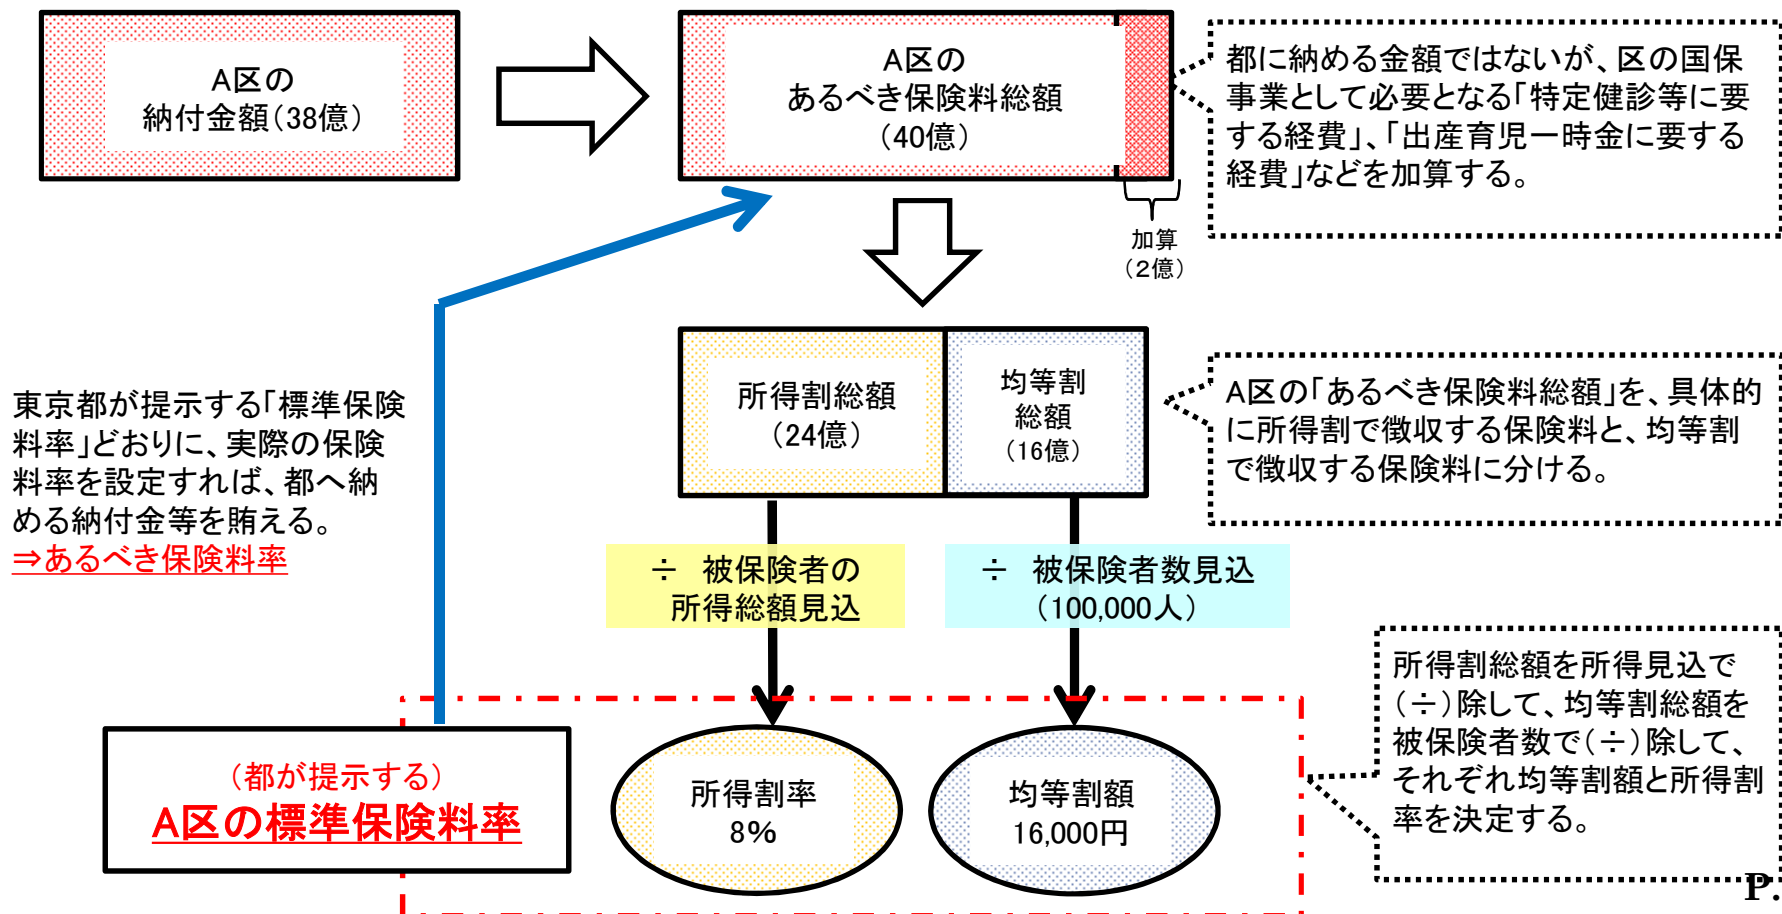 A区の
納付金額（38億）
A区の
あるべき保険料総額
（40億）
都に納める金額ではないが、区の国保
事業として必要となる「特定健診等に要
する経費」、「出産育児一時金に要する
経費」などを加算する。
加算
（２億）
所得割総額
（24億）
均等割
総額
（16億）
A区の「あるべき保険料総額」を、具体的
に所得割で徴収する保険料と、均等割
で徴収する保険料に分ける。
東京都が提示する「標準保険
料率」どおりに、実際の保険
料率を設定すれば、都へ納
める納付金等を賄える。
⇒あるべき保険料率
÷　被保険者の
所得総額見込
÷　被保険者数見込
（100,000人）
所得割総額を所得見込で
（÷）除して、均等割総額を
被保険者数で（÷）除して、
それぞれ均等割額と所得割
率を決定する。
（都が提示する）
A区の標準保険料率
所得割率
8%
均等割額
16,000円
P.